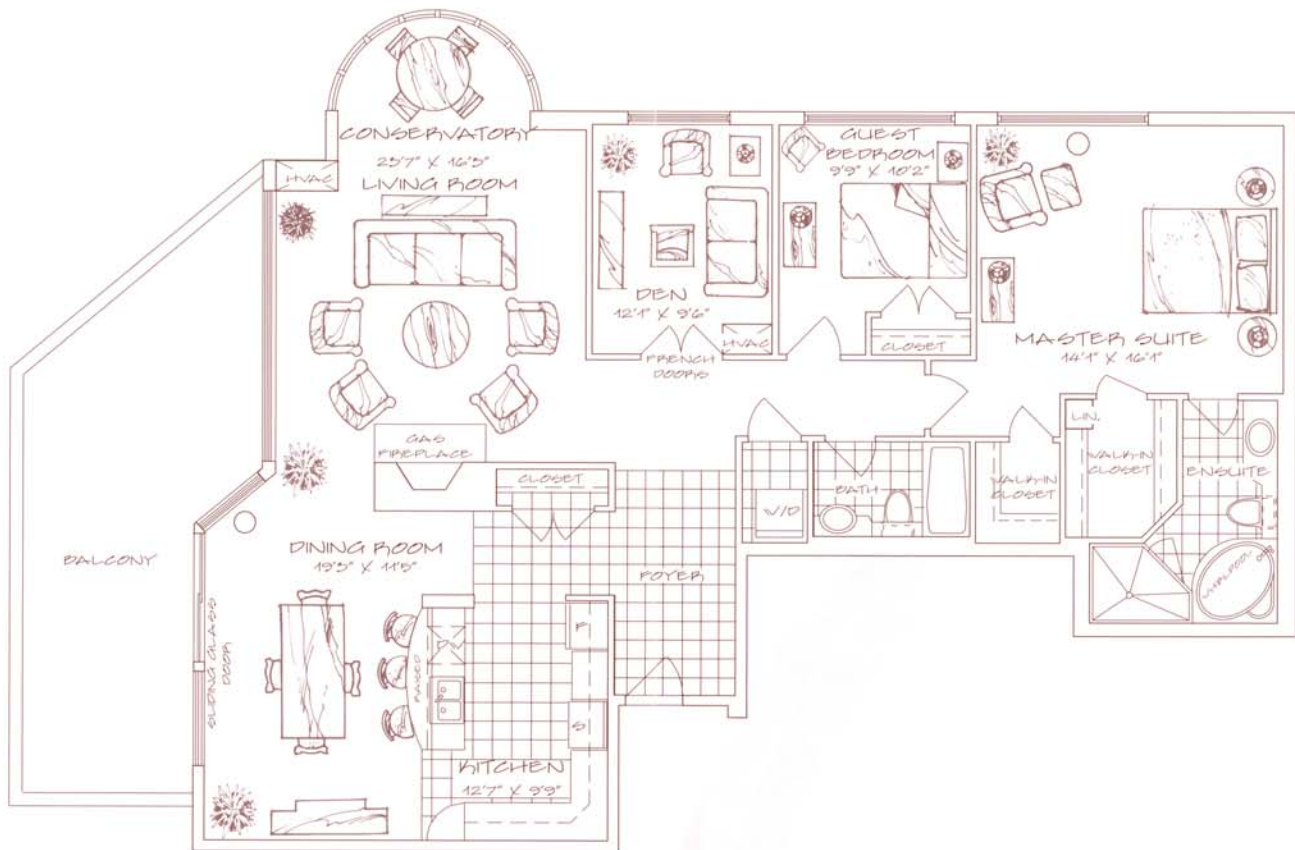 CONSERVATORY
25'7" X 16'5"
LIVING ROOM
HVAC
GUEST
BEDROOM
9'9" X 10'2"
DEN
12'1" X 9'6"
HVAC
FRENCH
DOORS
CLOSET
MASTER SUITE
14'1" X 16'1"
LIN.
WALK-IN
CLOSET
ENSUITE
WALK-IN
CLOSET
BATH
W/D
WHIRLPOOL
GAS
FIREPLACE
CLOSET
FOYER
DINING ROOM
19'3" X 11'5"
BALCONY
SLIDING GLASS
DOOR
RAISED
F
S
KITCHEN
12'7" X 9'9"